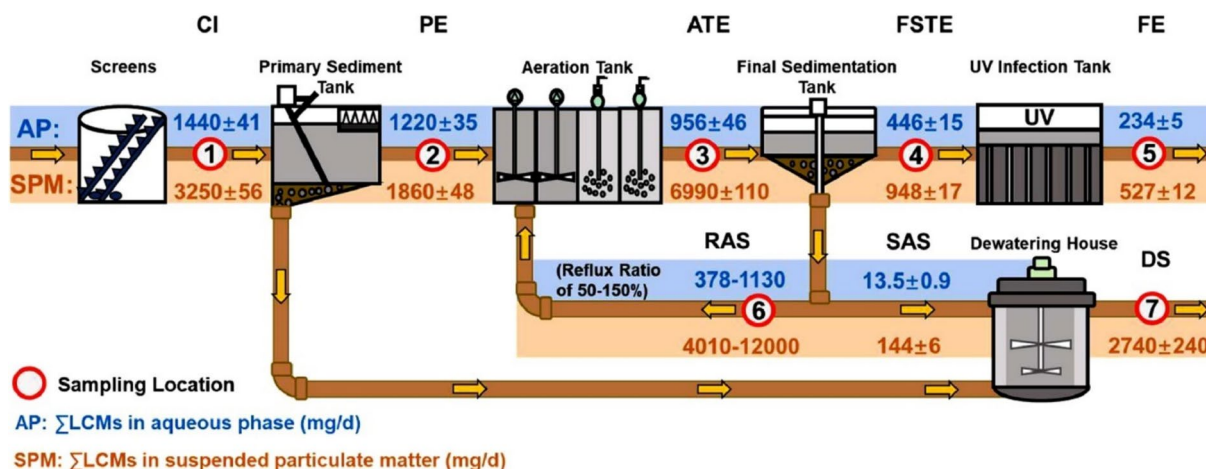 CI PE ATE FSTE FE
Screens Primary Sediment Tank Aeration Tank Final Sedimentation Tank UV Infection Tank
AP: 1440±41 1220±35 956±46 446±15 UV 234±5
1 2 3 4 5
SPM: 3250±56 1860±48 6990±110 948±17 527±12
RAS SAS Dewatering House DS
(Reflux Ratio of 50-150%) 378-1130 13.5±0.9
6 7
4010-12000 144±6 2740±240
Sampling Location
AP: ∑LCMs in aqueous phase (mg/d)
SPM: ∑LCMs in suspended particulate matter (mg/d)